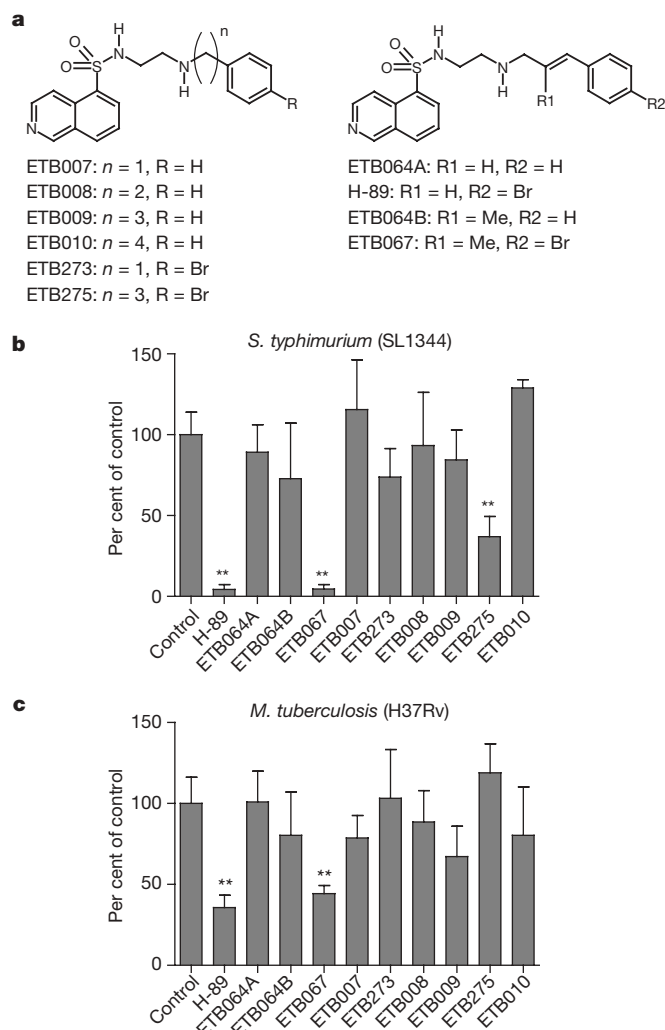 a
H
N
O
O
S
N
H
n
R
N
H
N
O
O
S
N
H
R1
R2
N
ETB007: n = 1, R = H
ETB008: n = 2, R = H
ETB009: n = 3, R = H
ETB010: n = 4, R = H
ETB273: n = 1, R = Br
ETB275: n = 3, R = Br
ETB064A: R1 = H, R2 = H
H-89: R1 = H, R2 = Br
ETB064B: R1 = Me, R2 = H
ETB067: R1 = Me, R2 = Br
b
S. typhimurium (SL1344)
Per cent of control
150
100
50
0
**
**
**
Control
H-89
ETB064A
ETB064B
ETB067
ETB007
ETB273
ETB008
ETB009
ETB275
ETB010
c
M. tuberculosis (H37Rv)
Per cent of control
150
100
50
0
**
**
Control
H-89
ETB064A
ETB064B
ETB067
ETB007
ETB273
ETB008
ETB009
ETB275
ETB010